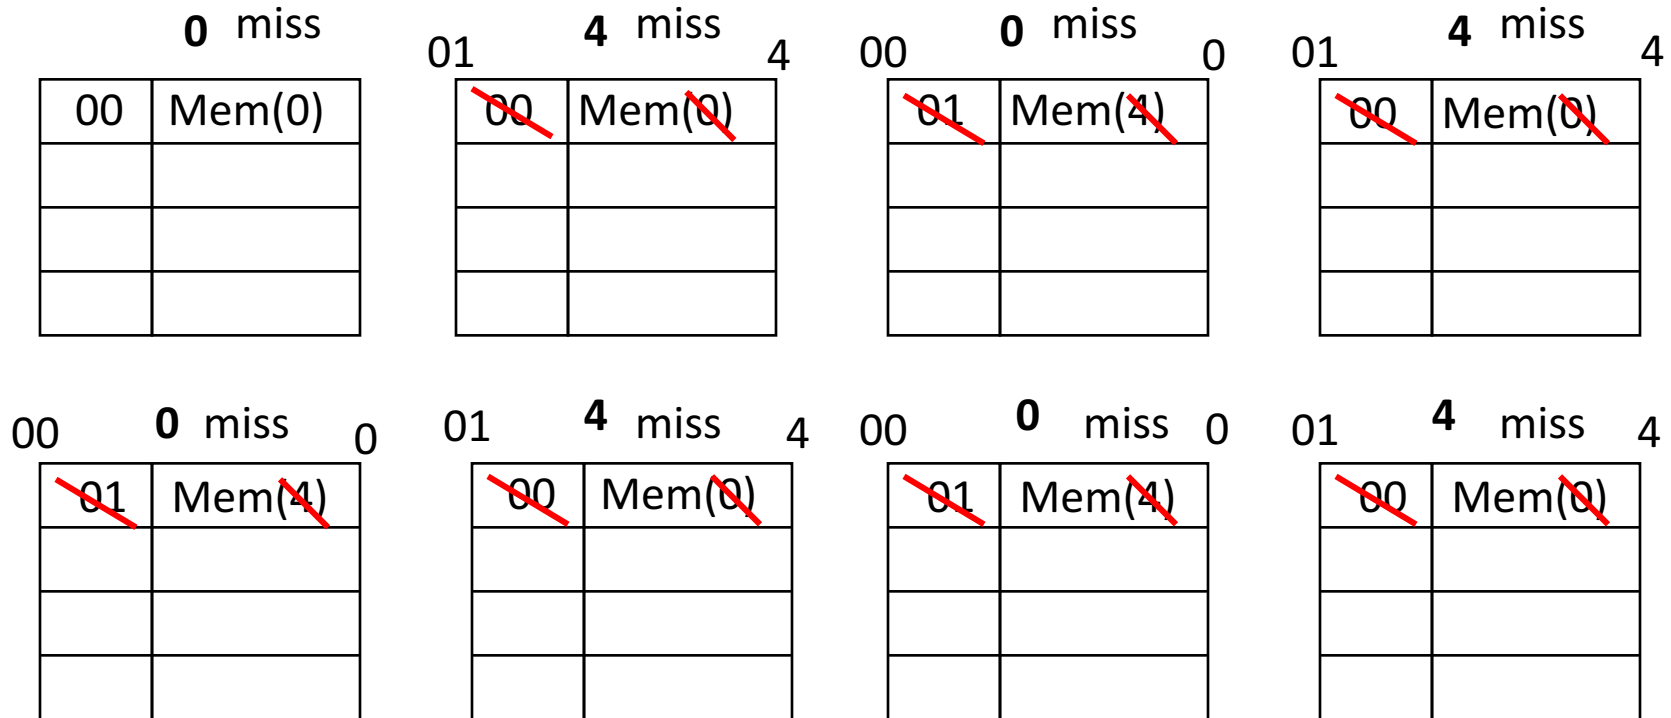 0 miss 01 4 miss 4 00 0 miss 0 01 4 miss 4
00 Mem(0) 00 Mem(0) 01 Mem(4) 00 Mem(0)
00 0 miss 0 01 4 miss 4 00 0 miss 0 01 4 miss 4
01 Mem(4) 00 Mem(0) 01 Mem(4) 00 Mem(0)